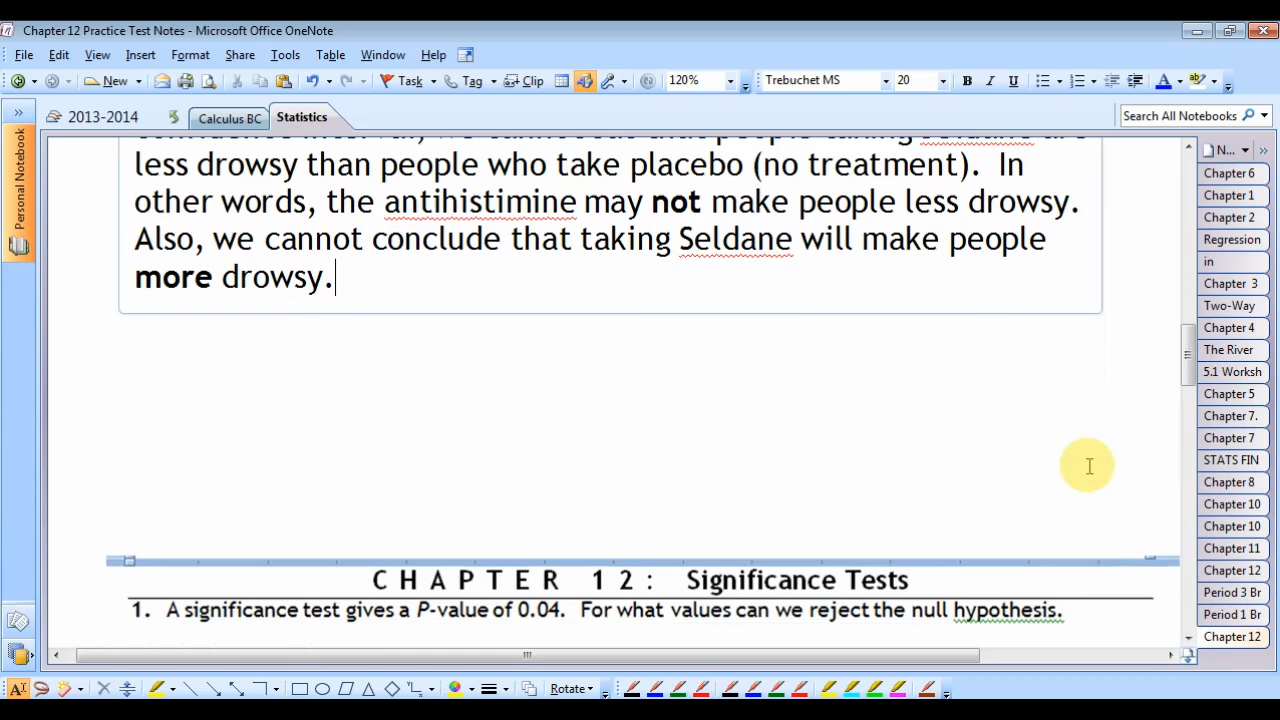 Chapter 12 Practice Test Notes - Microsoft Office OneNote
File Edit View Insert Format Share Tools Table Window Help
New Task Tag Clip 120% Trebuchet MS 20 B I U A ab
2013-2014 Calculus BC Statistics Search All Notebooks
Personal Notebook
less drowsy than people who take placebo (no treatment). In
other words, the antihistimine may not make people less drowsy.
Also, we cannot conclude that taking Seldane will make people
more drowsy.
CHAPTER 12: Significance Tests
1. A significance test gives a P-value of 0.04. For what values can we reject the null hypothesis.
N...
Chapter 6
Chapter 1
Chapter 2
Regression
in
Chapter 3
Two-Way
Chapter 4
The River
5.1 Worksh
Chapter 5
Chapter 7.
Chapter 7
STATS FIN
Chapter 8
Chapter 10
Chapter 10
Chapter 11
Chapter 12
Period 3 Br
Period 1 Br
Chapter 12
Rotate